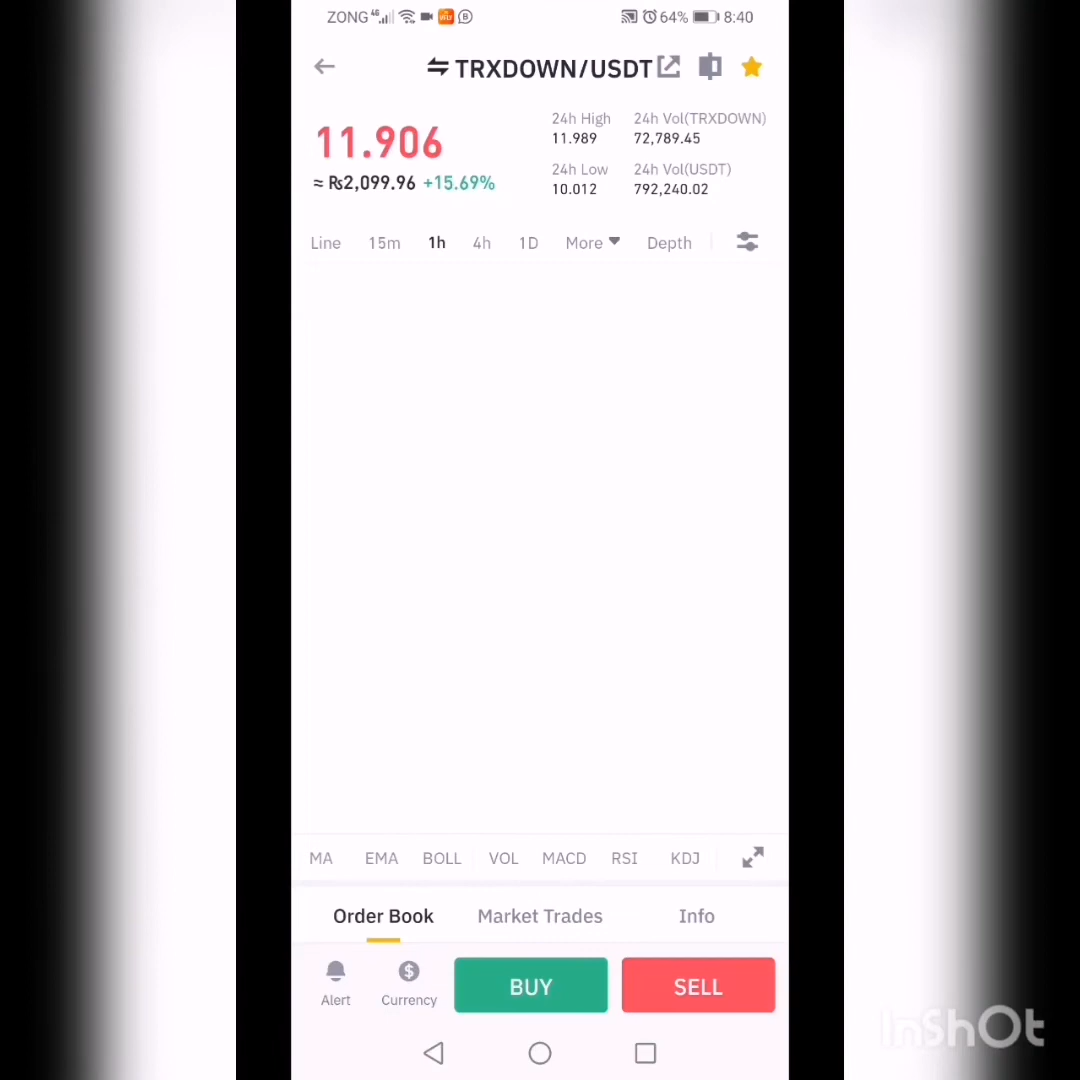 ZONG 4G 64% 8:40
TRXDOWN/USDT
11.906
≈ ₨2,099.96 +15.69%
24h High
11.989
24h Low
10.012
24h Vol(TRXDOWN)
72,789.45
24h Vol(USDT)
792,240.02
Line 15m 1h 4h 1D More Depth
MA EMA BOLL VOL MACD RSI KDJ
Order Book Market Trades Info
Alert Currency BUY SELL
InShOt